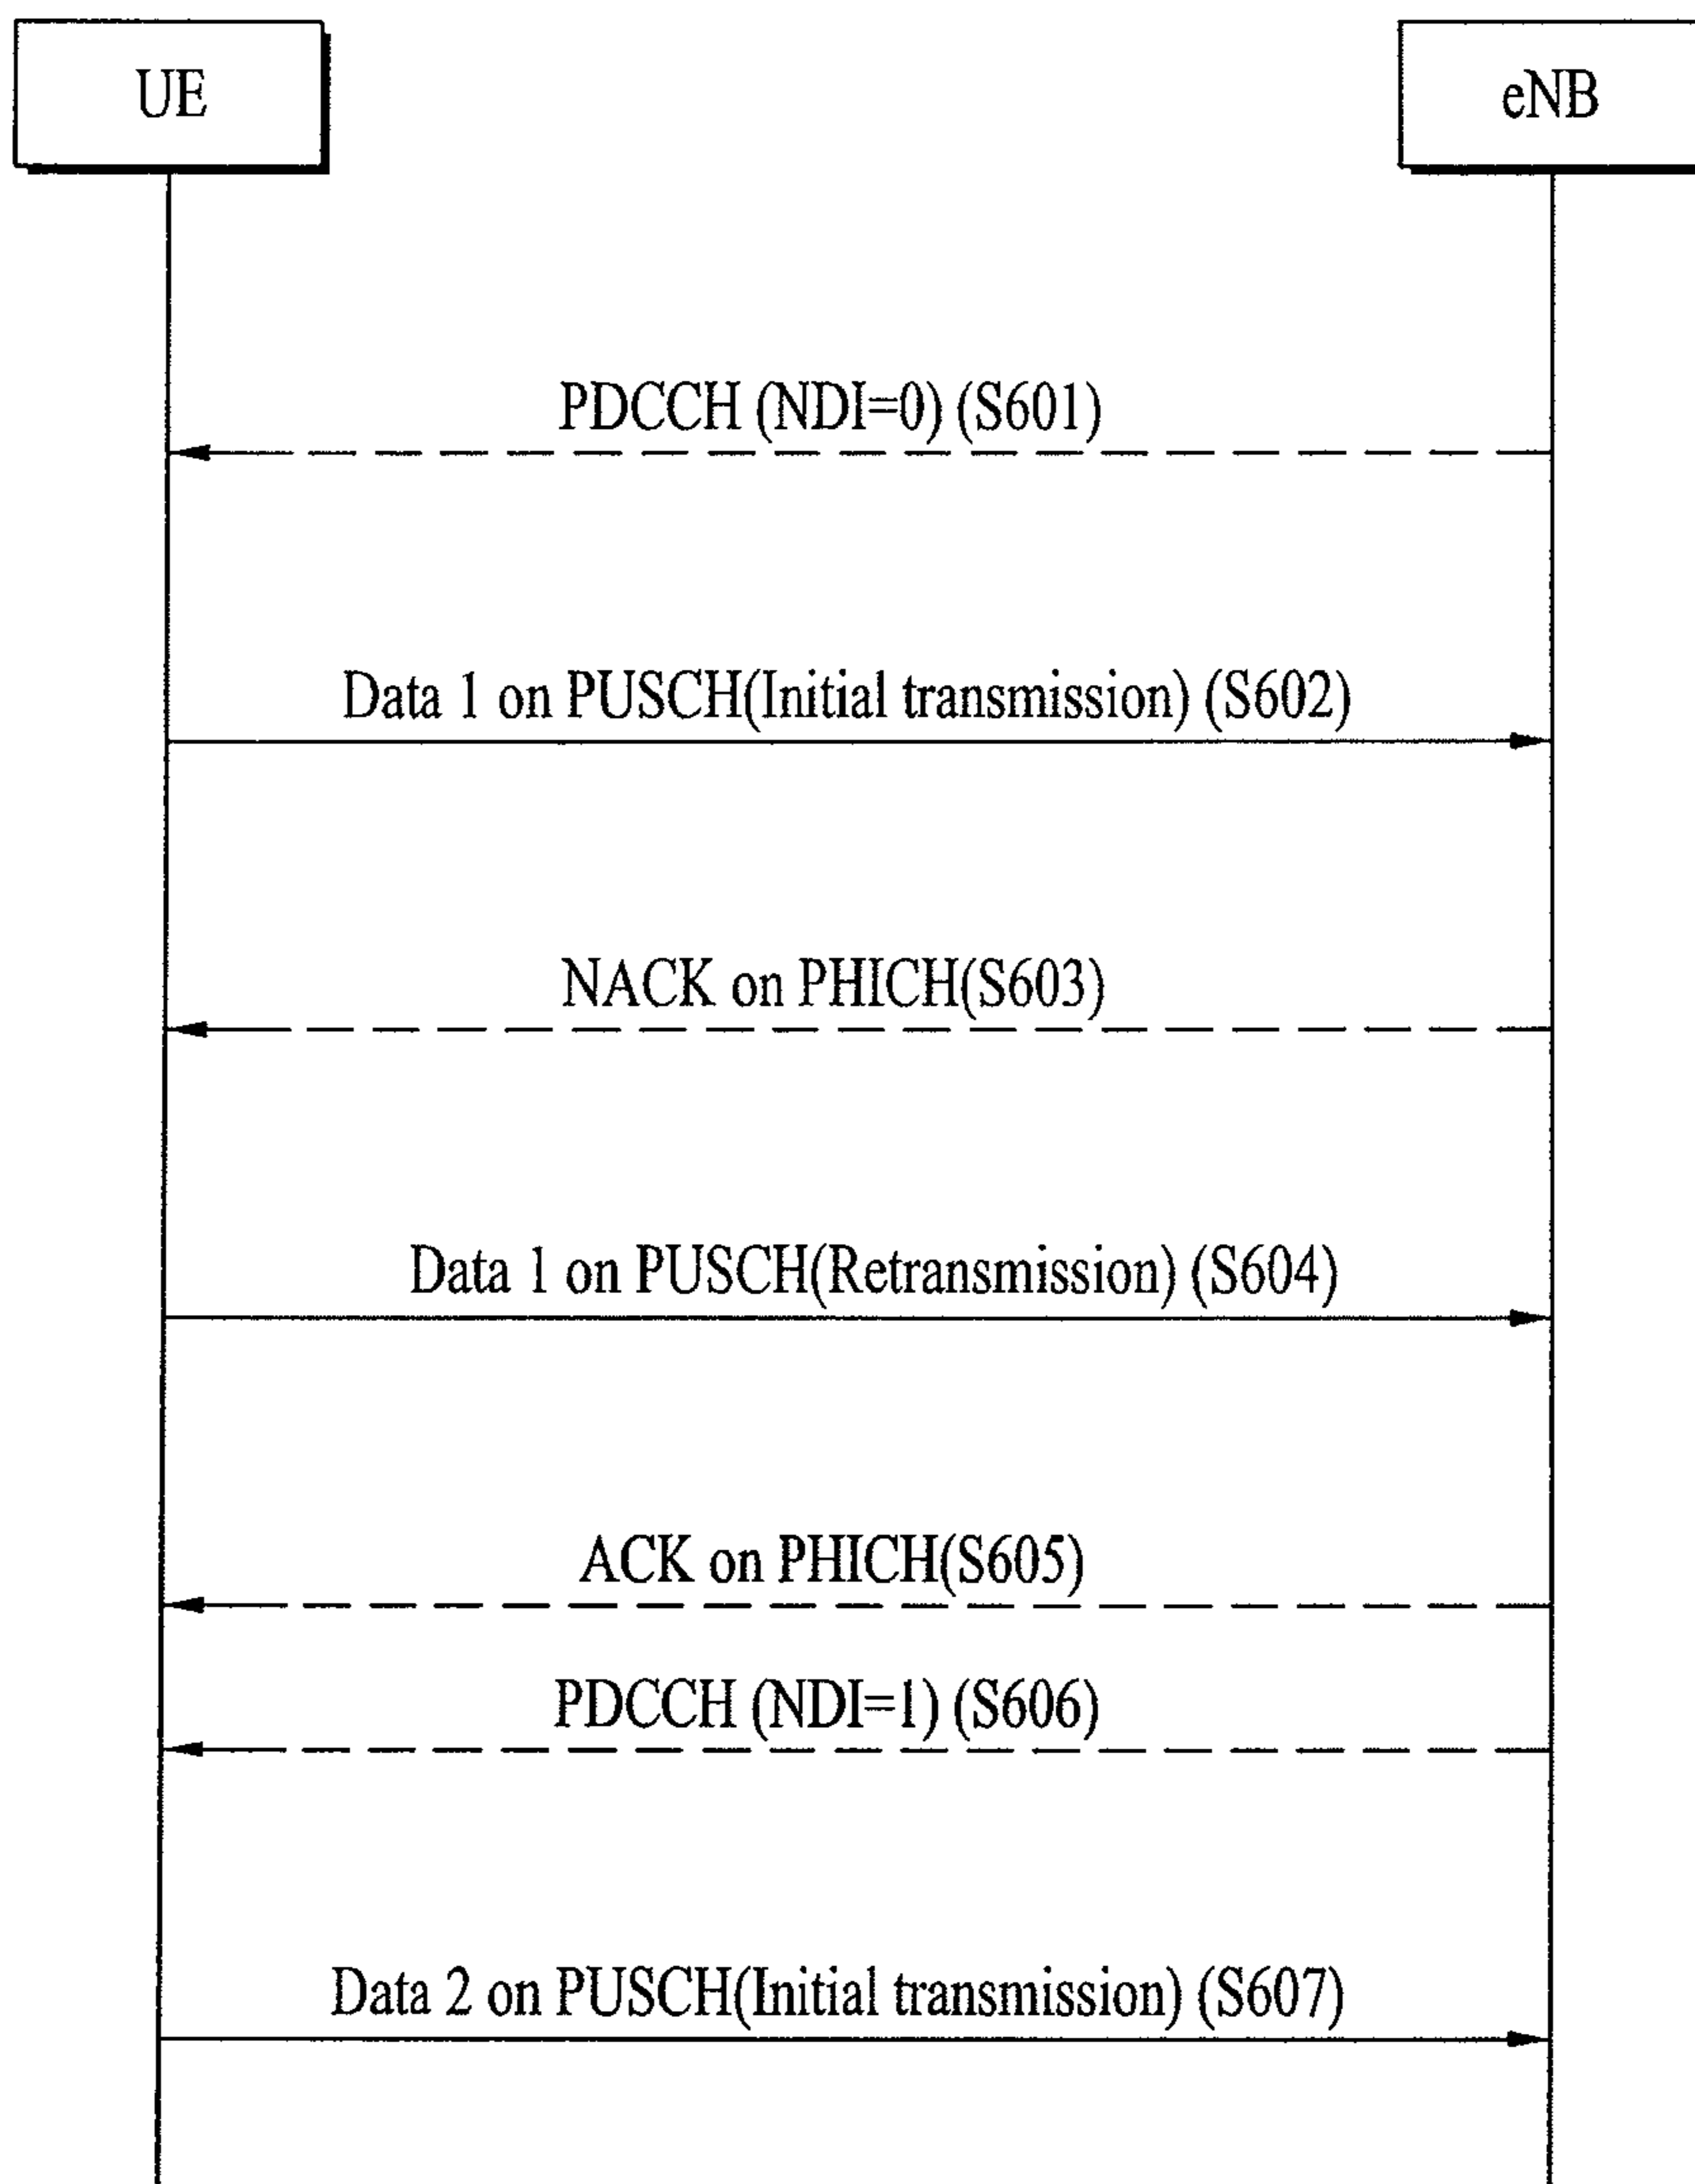 UE
eNB
PDCCH (NDI=0) (S601)
Data 1 on PUSCH(Initial transmission) (S602)
NACK on PHICH(S603)
Data 1 on PUSCH(Retransmission) (S604)
ACK on PHICH(S605)
PDCCH (NDI=1) (S606)
Data 2 on PUSCH(Initial transmission) (S607)